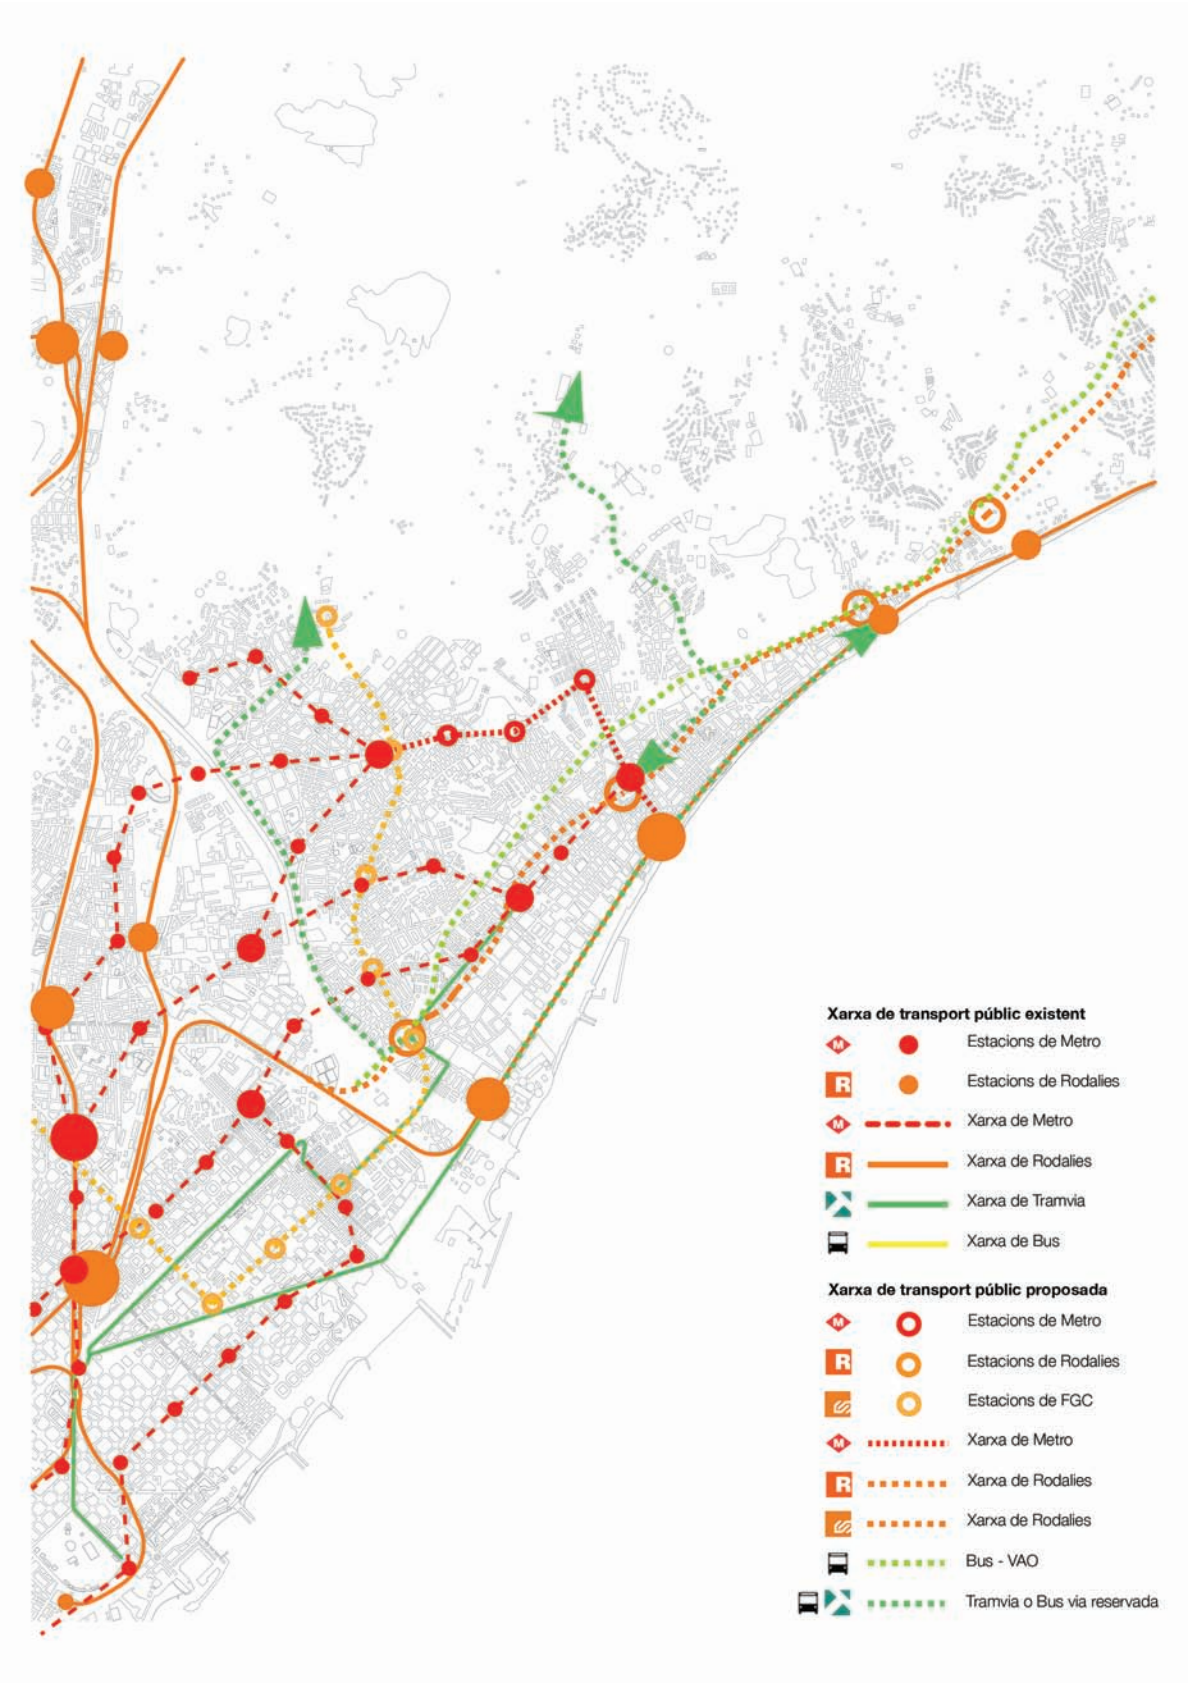 Xarxa de transport públic existent
M Estacions de Metro
R Estacions de Rodalies
M Xarxa de Metro
R Xarxa de Rodalies
Xarxa de Tramvia
Xarxa de Bus
Xarxa de transport públic proposada
M Estacions de Metro
R Estacions de Rodalies
Estacions de FGC
M Xarxa de Metro
R Xarxa de Rodalies
Xarxa de Rodalies
Bus - VAO
Tramvia o Bus via reservada